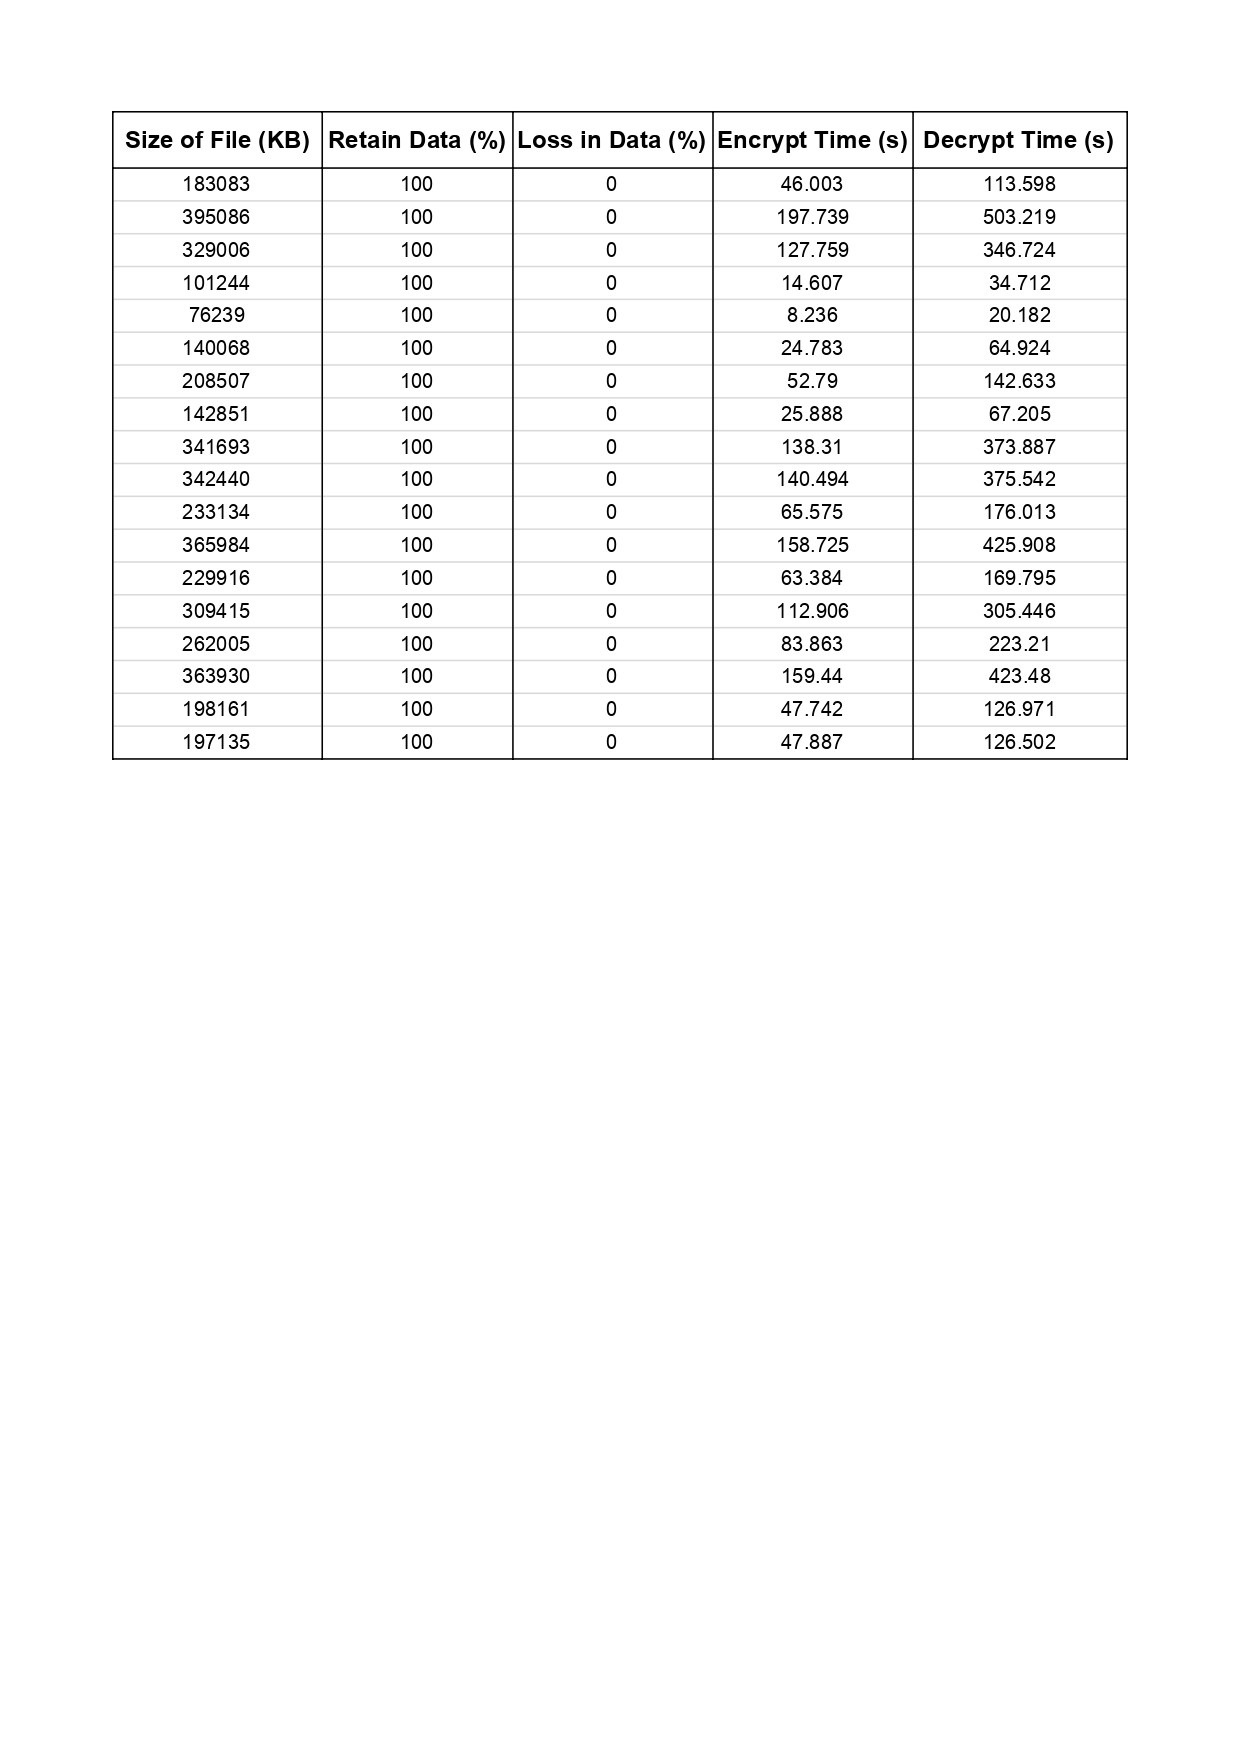 Size of File (KB) Retain Data (%) Loss in Data (%) Encrypt Time (s) Decrypt Time (s)
183083 100 0 46.003 113.598
395086 100 0 197.739 503.219
329006 100 0 127.759 346.724
101244 100 0 14.607 34.712
76239 100 0 8.236 20.182
140068 100 0 24.783 64.924
208507 100 0 52.79 142.633
142851 100 0 25.888 67.205
341693 100 0 138.31 373.887
342440 100 0 140.494 375.542
233134 100 0 65.575 176.013
365984 100 0 158.725 425.908
229916 100 0 63.384 169.795
309415 100 0 112.906 305.446
262005 100 0 83.863 223.21
363930 100 0 159.44 423.48
198161 100 0 47.742 126.971
197135 100 0 47.887 126.502